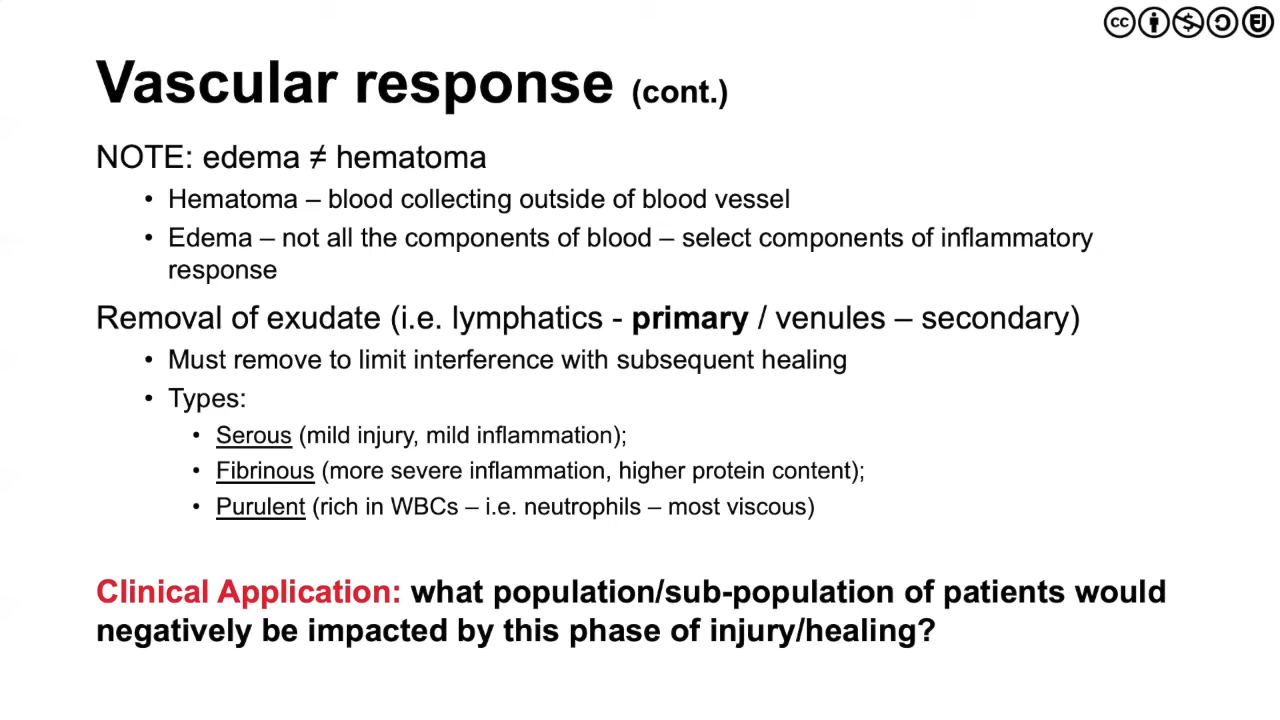 cc
Vascular response (cont.)
NOTE: edema ≠ hematoma
• Hematoma – blood collecting outside of blood vessel
• Edema – not all the components of blood – select components of inflammatory
response
Removal of exudate (i.e. lymphatics - primary / venules – secondary)
• Must remove to limit interference with subsequent healing
• Types:
• Serous (mild injury, mild inflammation);
• Fibrinous (more severe inflammation, higher protein content);
• Purulent (rich in WBCs – i.e. neutrophils – most viscous)
Clinical Application: what population/sub-population of patients would
negatively be impacted by this phase of injury/healing?